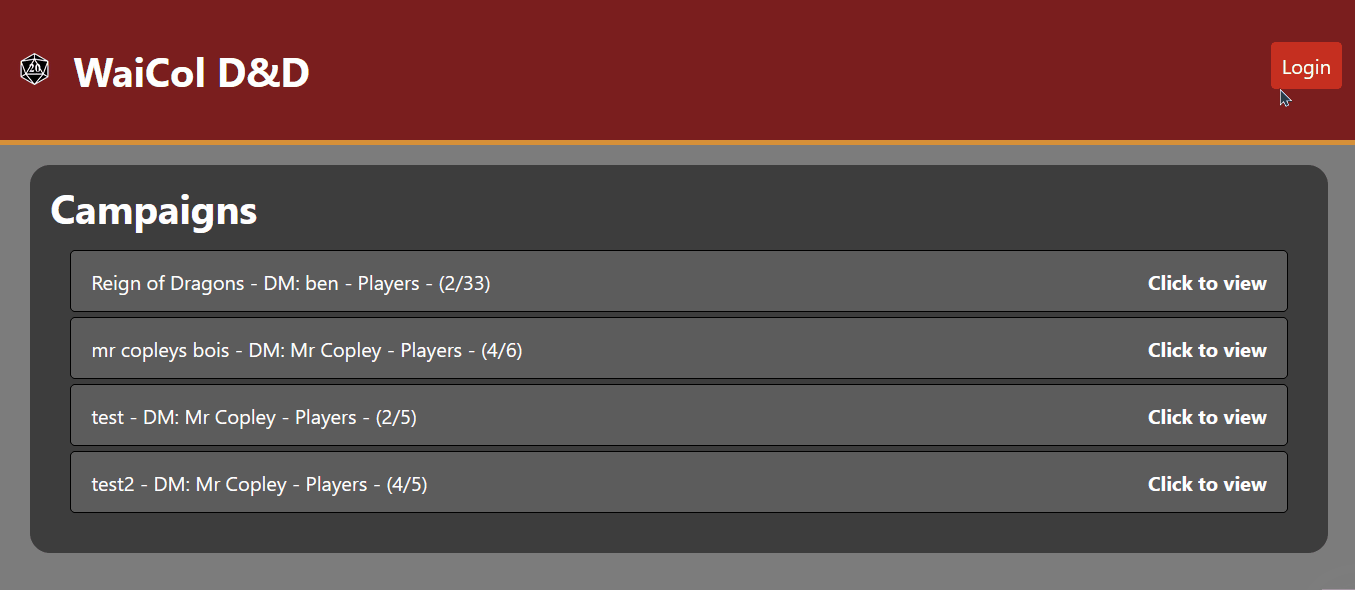 20
WaiCol D&D
Login
Campaigns
Reign of Dragons - DM: ben - Players - (2/33) Click to view
mr copleys bois - DM: Mr Copley - Players - (4/6) Click to view
test - DM: Mr Copley - Players - (2/5) Click to view
test2 - DM: Mr Copley - Players - (4/5) Click to view